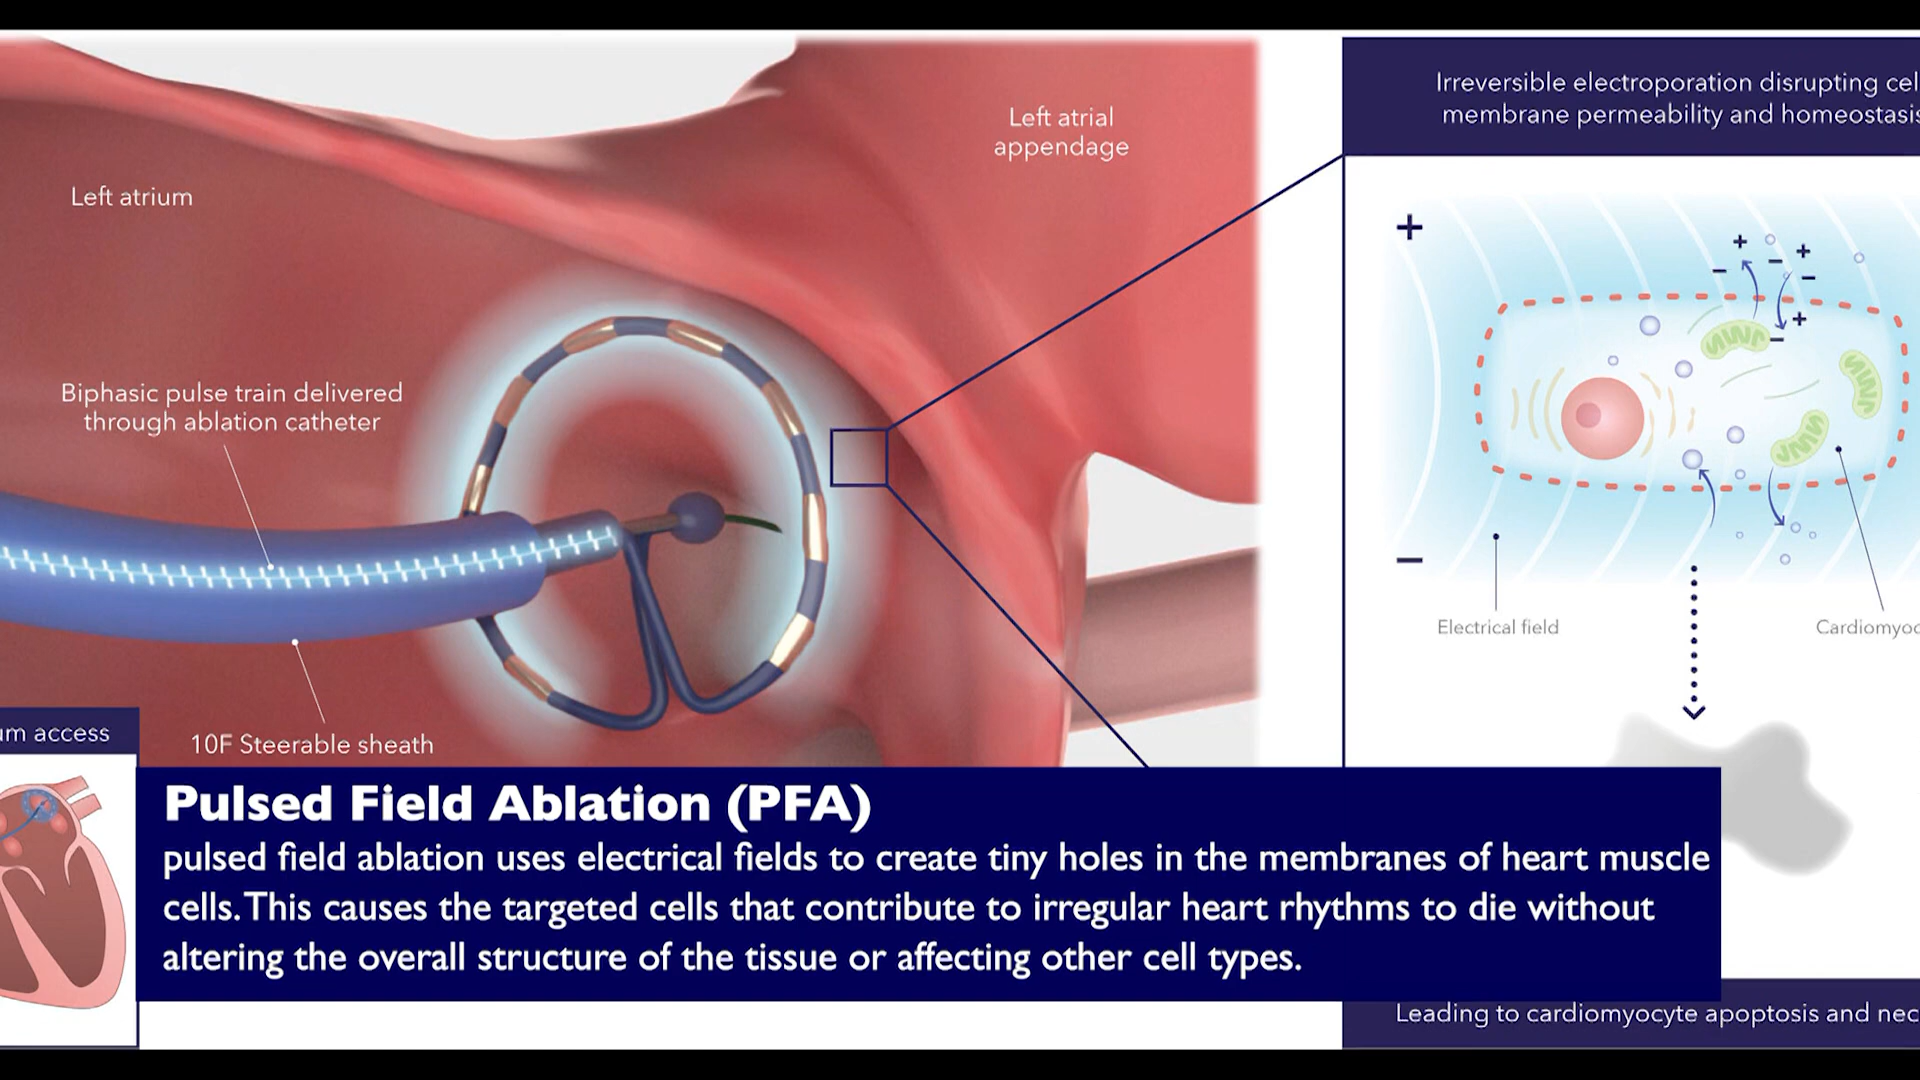 Left atrial
appendage
Left atrium
Biphasic pulse train delivered
through ablation catheter
10F Steerable sheath
access
Irreversible electroporation disrupting
membrane permeability and homeostasis
+
−
+
−
+
−
−
+
−
Electrical field
Pulsed Field Ablation (PFA)
pulsed field ablation uses electrical fields to create tiny holes in the membranes of heart muscle
cells. This causes the targeted cells that contribute to irregular heart rhythms to die without
altering the overall structure of the tissue or affecting other cell types.
Leading to cardiomyocyte apoptosis and